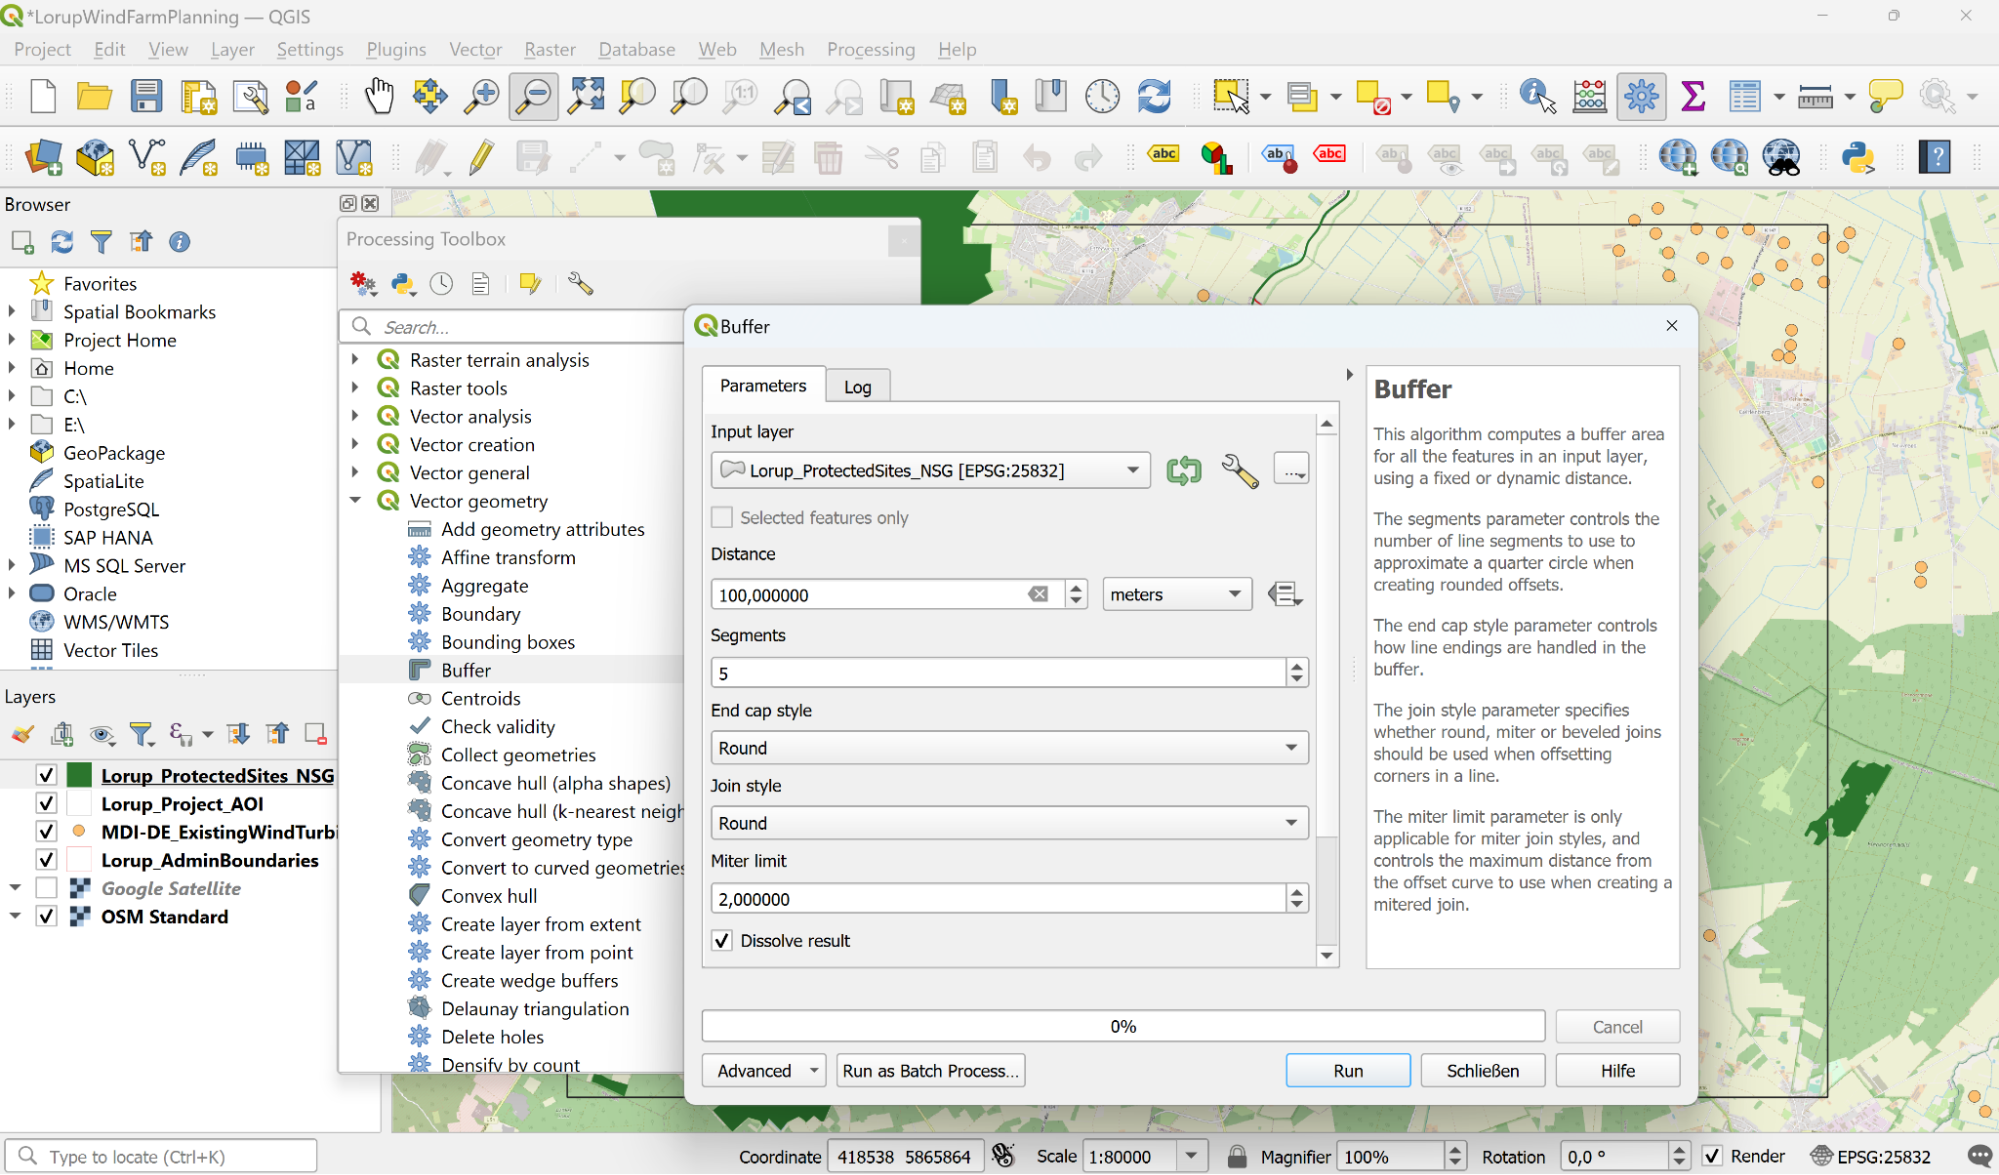 *LorupWindFarmPlanning — QGIS
Project Edit View Layer Settings Plugins Vector Raster Database Web Mesh Processing Help
Browser
Favorites
Spatial Bookmarks
Project Home
Home
C:\
E:\
GeoPackage
SpatiaLite
PostgreSQL
SAP HANA
MS SQL Server
Oracle
WMS/WMTS
Vector Tiles
Layers
Lorup_ProtectedSites_NSG
Lorup_Project_AOI
MDI-DE_ExistingWindTurbi
Lorup_AdminBoundaries
Google Satellite
OSM Standard
Processing Toolbox
Search...
Raster terrain analysis
Raster tools
Vector analysis
Vector creation
Vector general
Vector geometry
Add geometry attributes
Affine transform
Aggregate
Boundary
Bounding boxes
Buffer
Centroids
Check validity
Collect geometries
Concave hull (alpha shapes)
Concave hull (k-nearest neigh
Convert geometry type
Convert to curved geometries
Convex hull
Create layer from extent
Create layer from point
Create wedge buffers
Delaunay triangulation
Delete holes
Densify by count
Buffer
Parameters Log
Input layer
Lorup_ProtectedSites_NSG [EPSG:25832]
...
Selected features only
Distance
100,000000 meters
Segments
5
End cap style
Round
Join style
Round
Miter limit
2,000000
Dissolve result
Buffer
This algorithm computes a buffer area
for all the features in an input layer,
using a fixed or dynamic distance.
The segments parameter controls the
number of line segments to use to
approximate a quarter circle when
creating rounded offsets.
The end cap style parameter controls
how line endings are handled in the
buffer.
The join style parameter specifies
whether round, miter or beveled joins
should be used when offsetting
corners in a line.
The miter limit parameter is only
applicable for miter join styles, and
controls the maximum distance from
the offset curve to use when creating a
mitered join.
0% Cancel
Advanced Run as Batch Process... Run Schließen Hilfe
Type to locate (Ctrl+K) Coordinate 418538 5865864 Scale 1:80000 Magnifier 100% Rotation 0,0 ° Render EPSG:25832